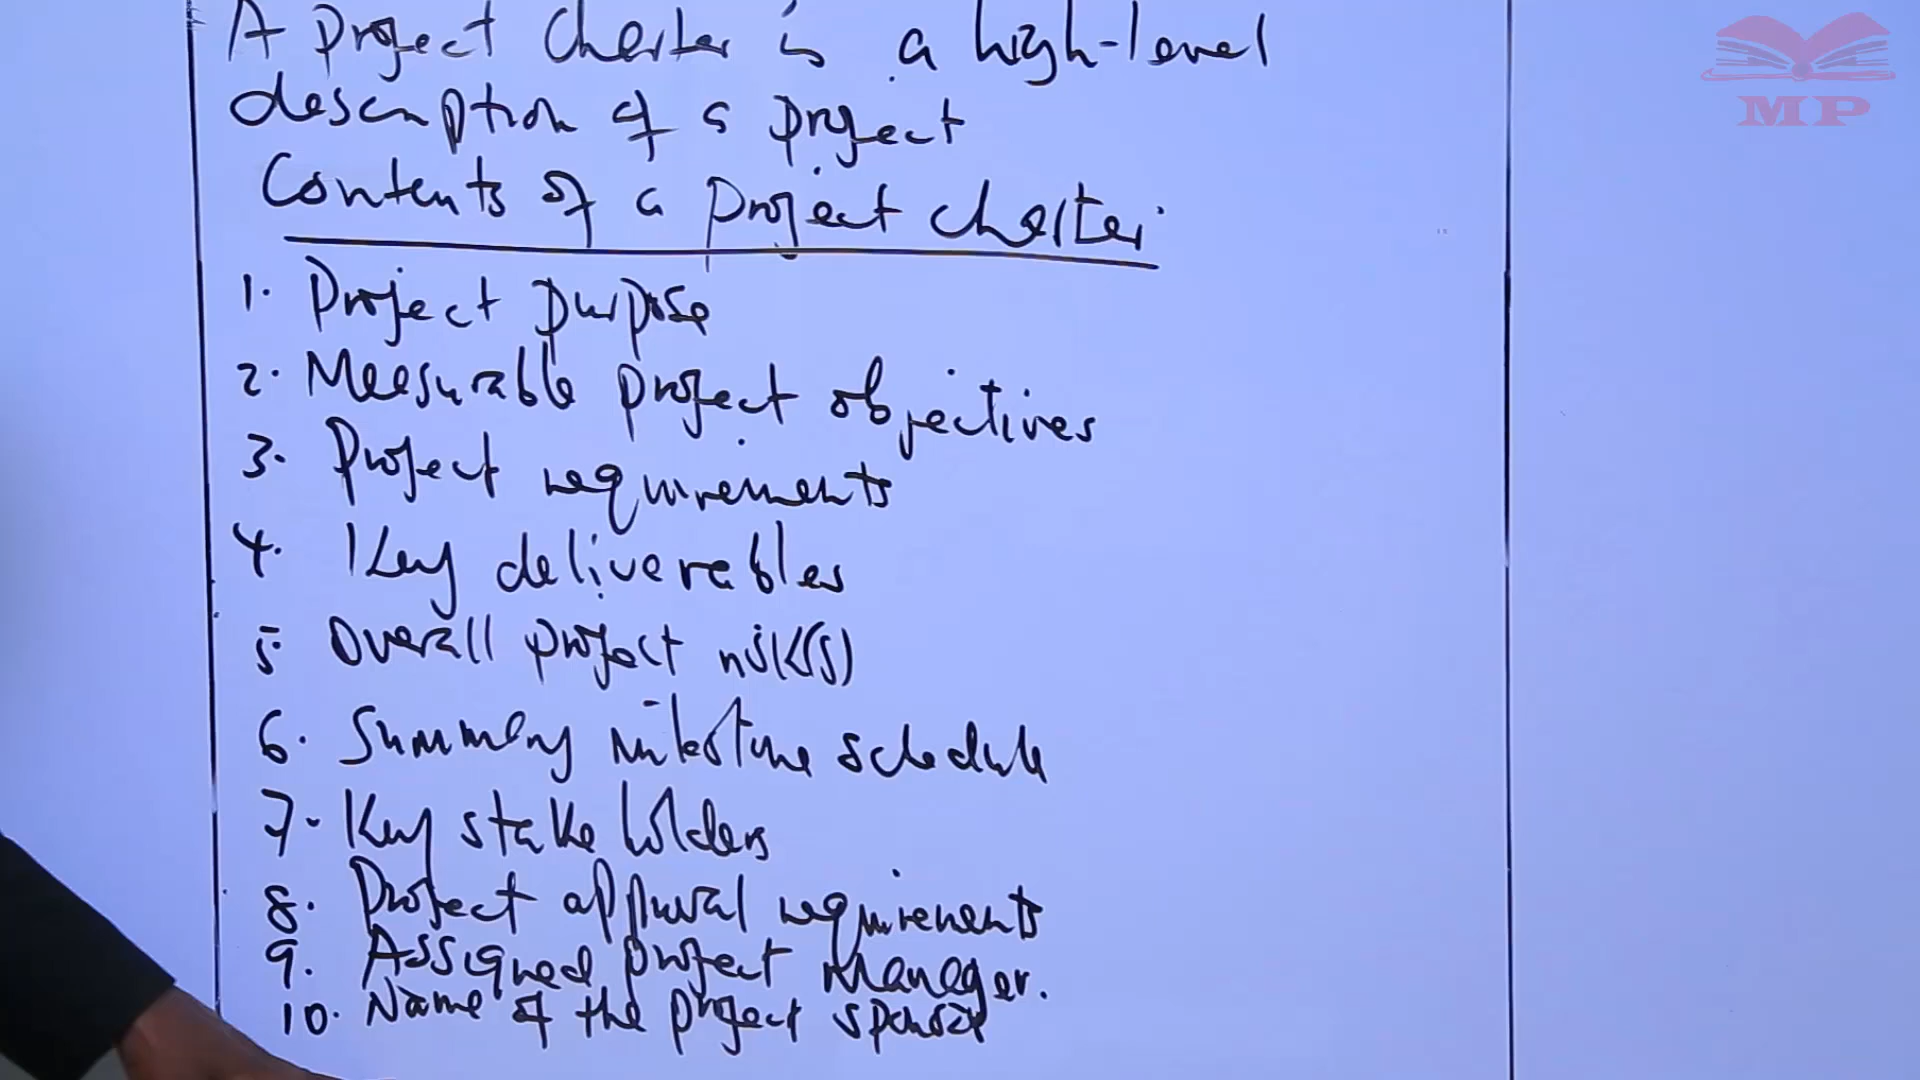 A project charter is a high-level
description of a project
Contents of a project charter
1. Project purpose
2. Measurable project objectives
3. Project requirements
4. Key deliverables
5. Overall project risk(s)
6. Summary milestone schedule
7. Key stake holders
8. Project approval requirements
9. Assigned project manager.
10. Name of the project sponsor
MP